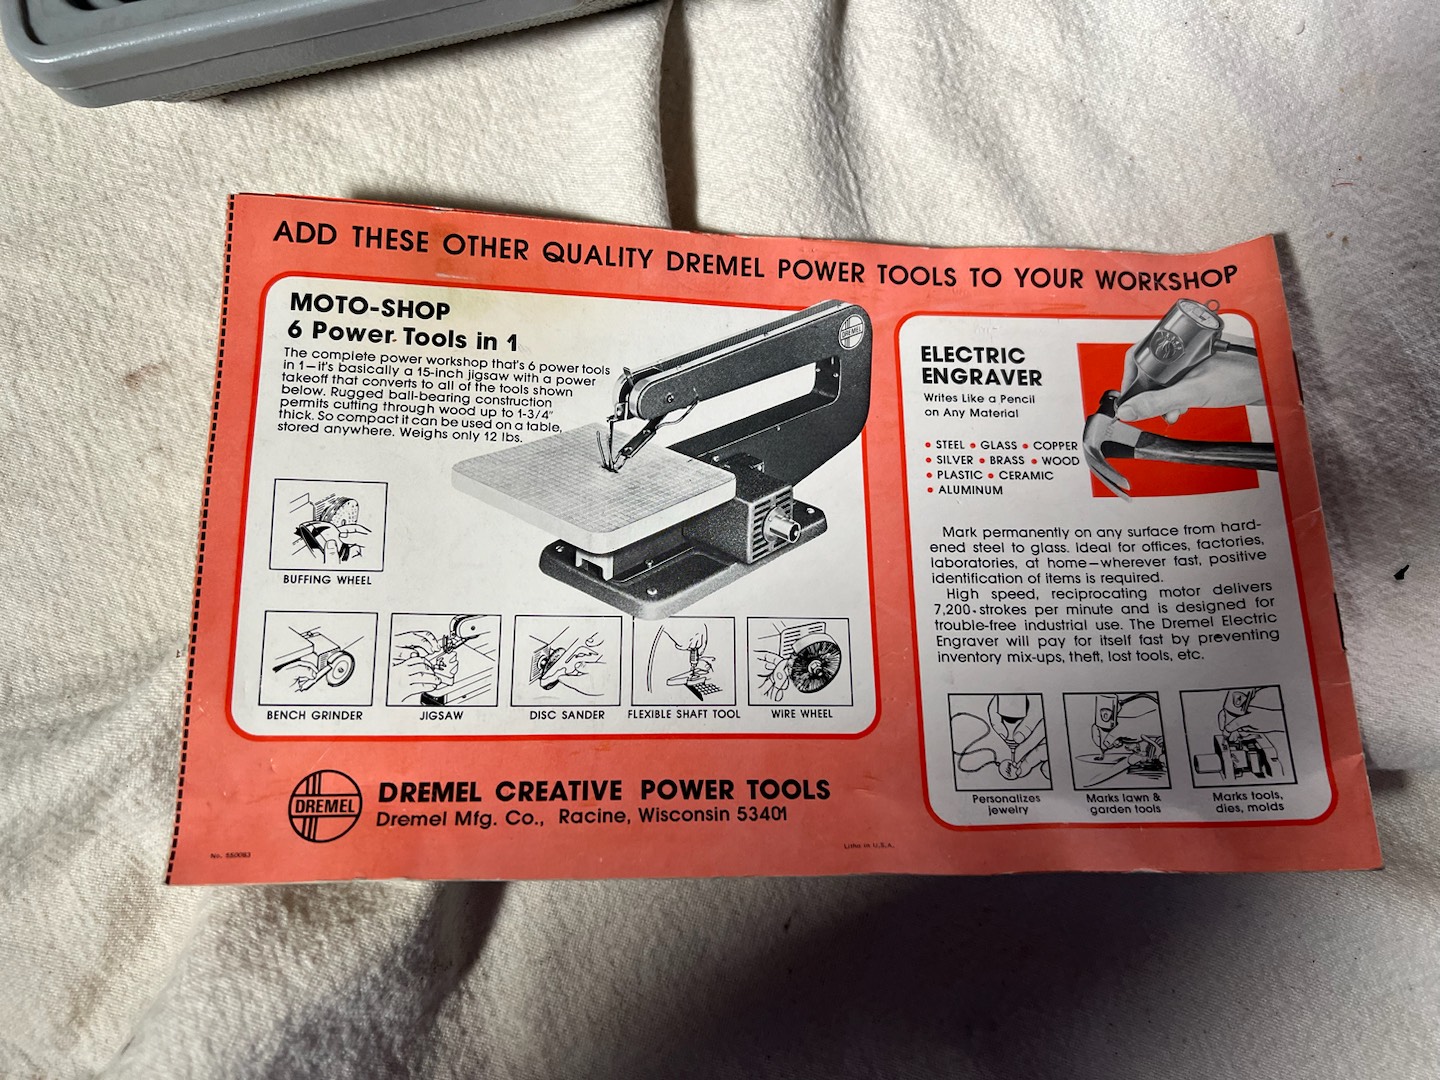 ADD THESE OTHER QUALITY DREMEL POWER TOOLS TO YOUR WORKSHOP
MOTO-SHOP
6 Power Tools in 1
The complete power workshop that's 6 power tools
in 1—it's basically a 15-inch jigsaw with a power
takeoff that converts to all of the tools shown
below. Rugged ball-bearing construction
permits cutting through wood up to 1-3/4"
thick. So compact it can be used on a table,
stored anywhere. Weighs only 12 lbs.
DREMEL
BUFFING WHEEL
BENCH GRINDER
JIGSAW
DISC SANDER
FLEXIBLE SHAFT TOOL
WIRE WHEEL
ELECTRIC
ENGRAVER
Writes Like a Pencil
on Any Material
• STEEL • GLASS • COPPER
• SILVER • BRASS • WOOD
• PLASTIC • CERAMIC
• ALUMINUM
Mark permanently on any surface from hard-
ened steel to glass. Ideal for offices, factories,
laboratories, at home—wherever fast, positive
identification of items is required.
High speed, reciprocating motor delivers
7,200 strokes per minute and is designed for
trouble-free industrial use. The Dremel Electric
Engraver will pay for itself fast by preventing
inventory mix-ups, theft, lost tools, etc.
Personalizes
jewelry
Marks lawn &
garden tools
Marks tools,
dies, molds
DREMEL
DREMEL CREATIVE POWER TOOLS
Dremel Mfg. Co., Racine, Wisconsin 53401
No. 550083
Litho in U.S.A.